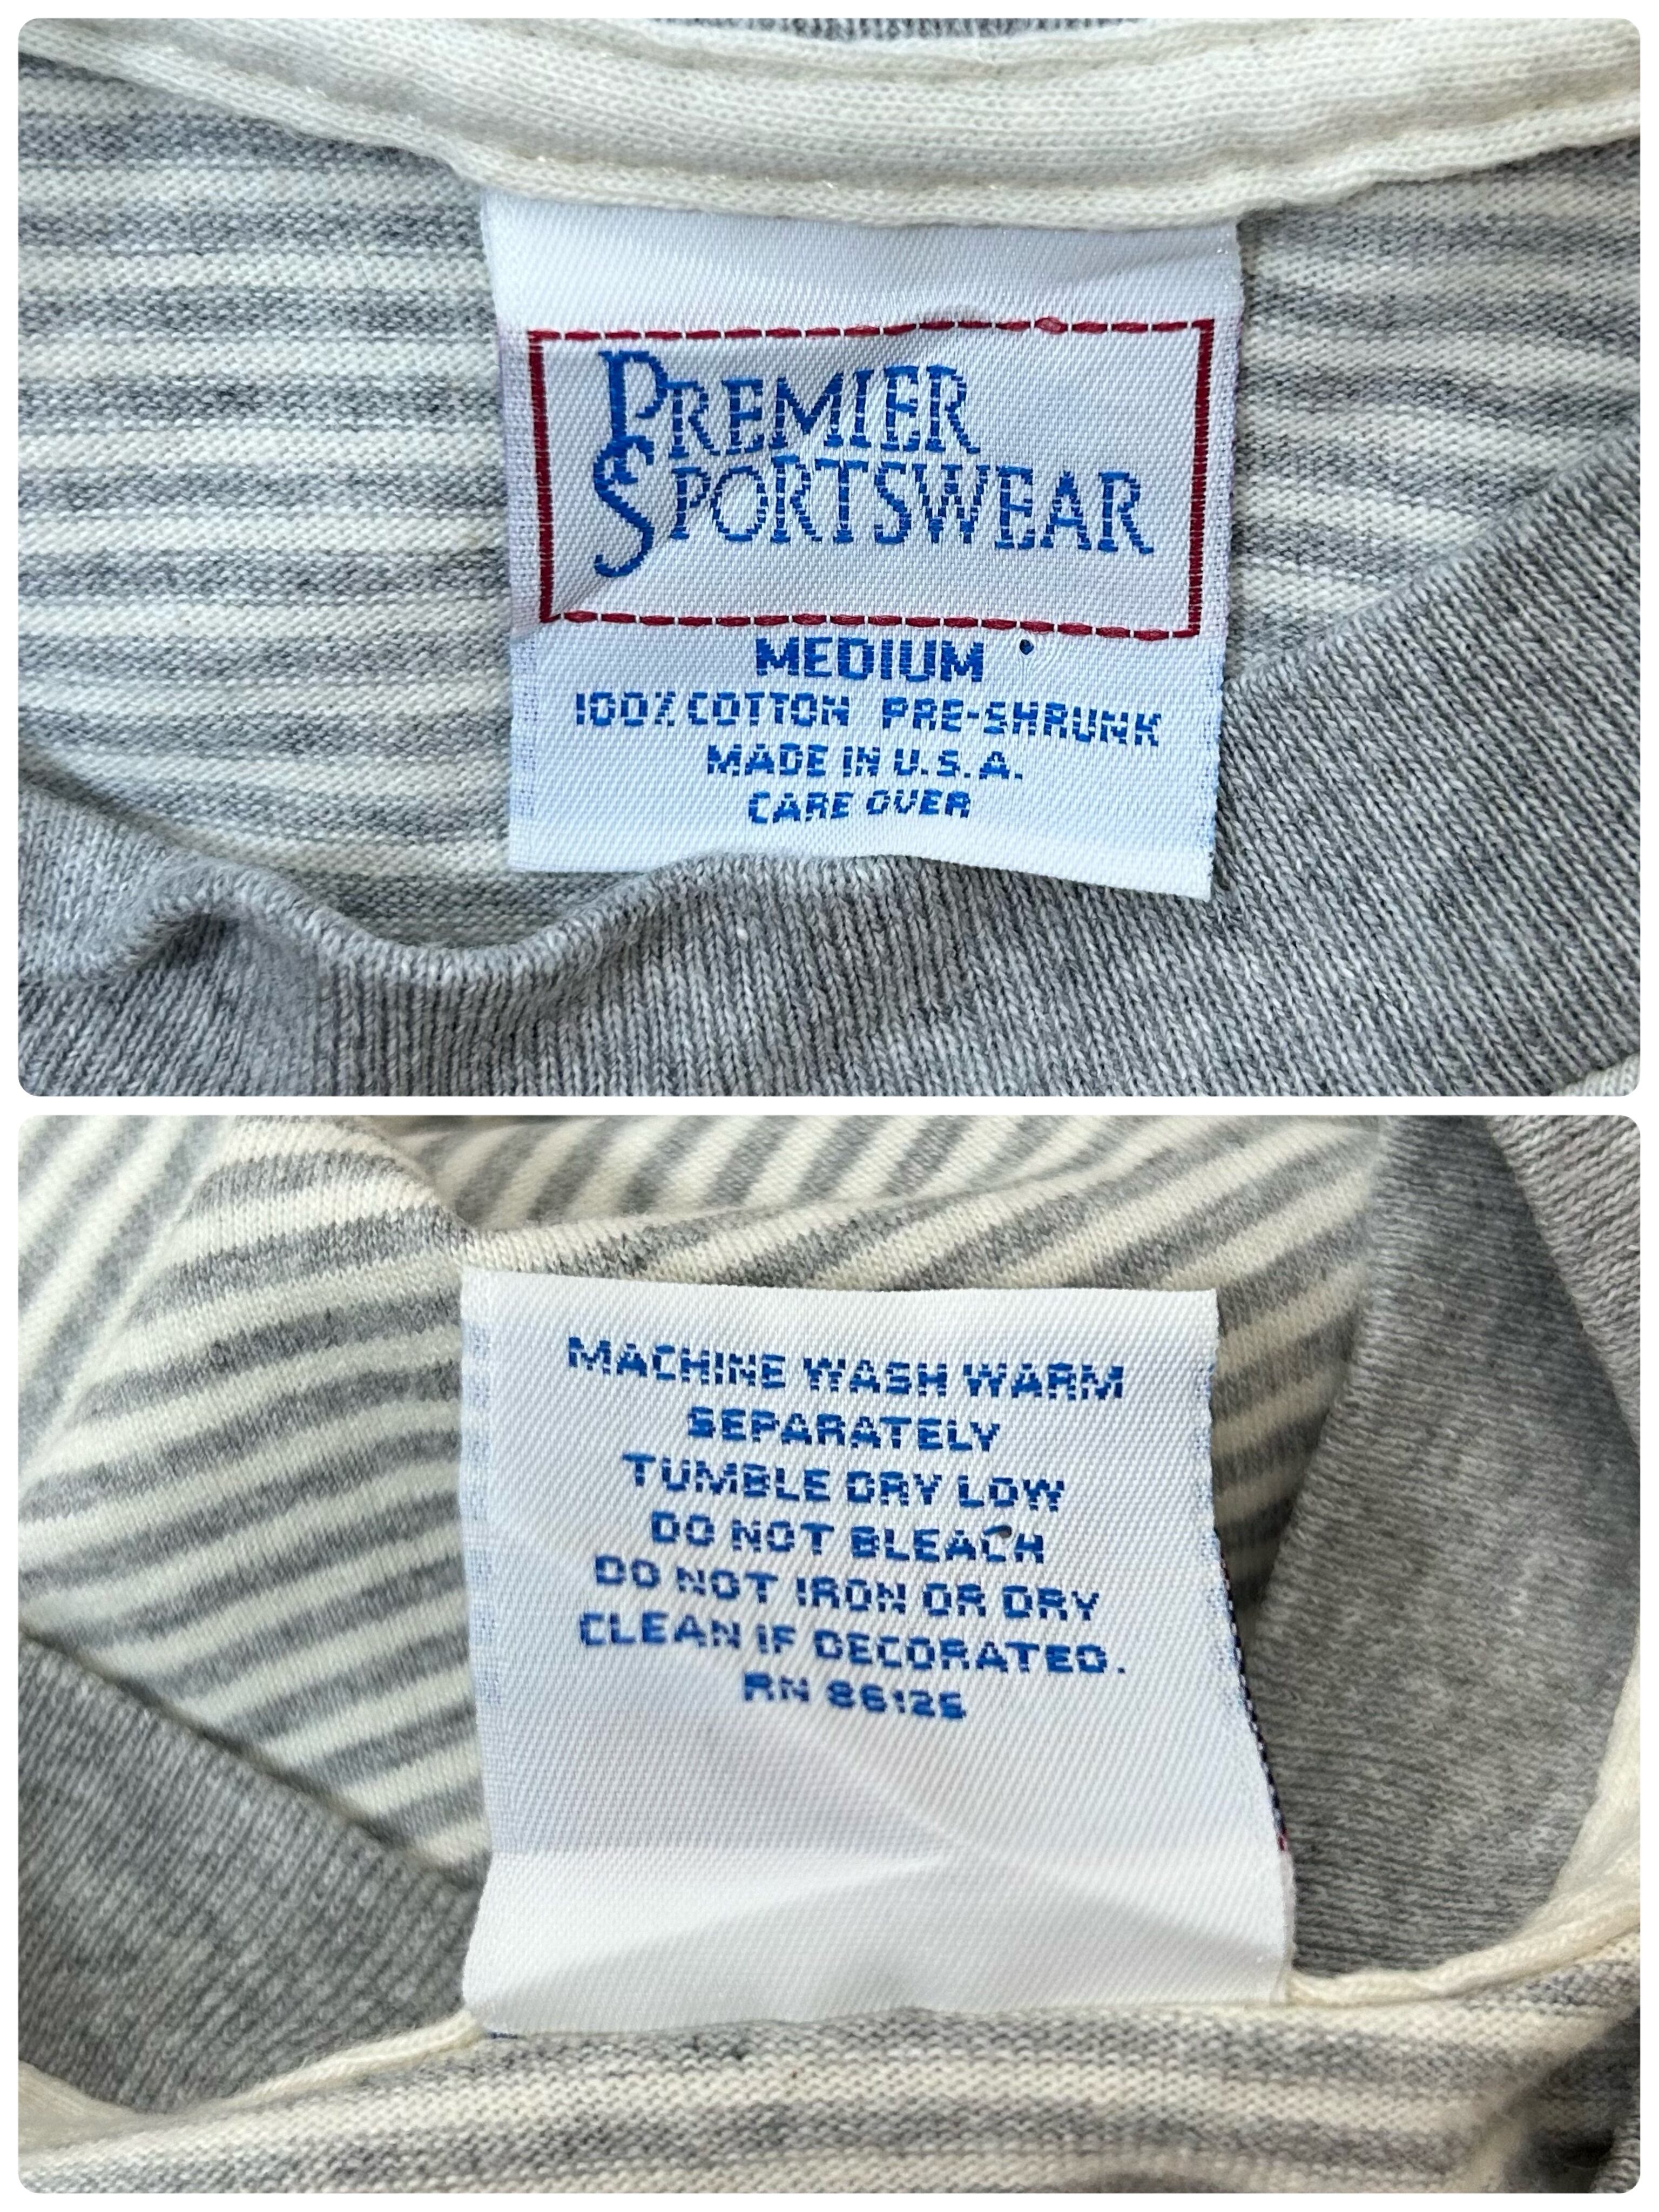 PREMIER
SPORTSWEAR
MEDIUM
100% COTTON PRE-SHRUNK
MADE IN U.S.A.
CARE OVER
MACHINE WASH WARM
SEPARATELY
TUMBLE DRY LOW
DO NOT BLEACH
DO NOT IRON OR DRY
CLEAN IF DECORATED.
RN 86125